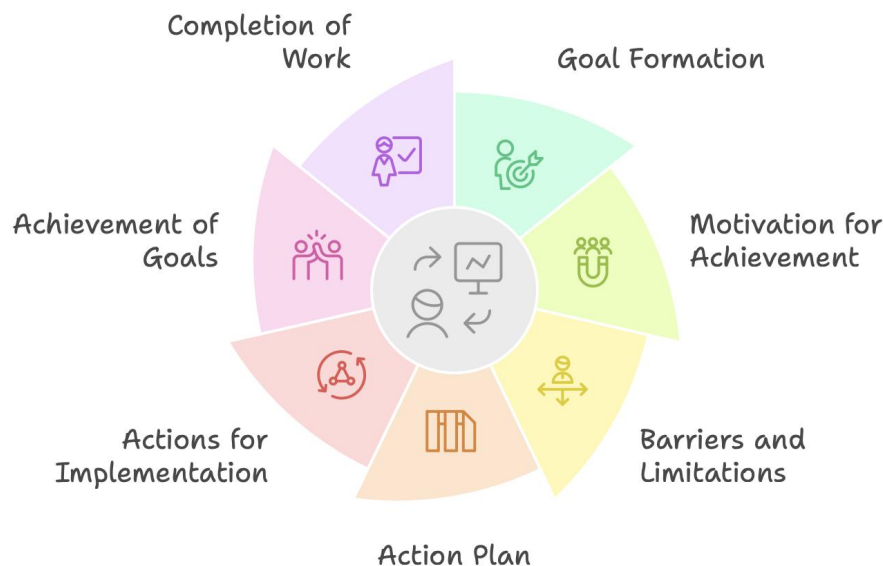 Completion of
Work
Goal Formation
Motivation for
Achievement
Barriers and
Limitations
Action Plan
Actions for
Implementation
Achievement of
Goals